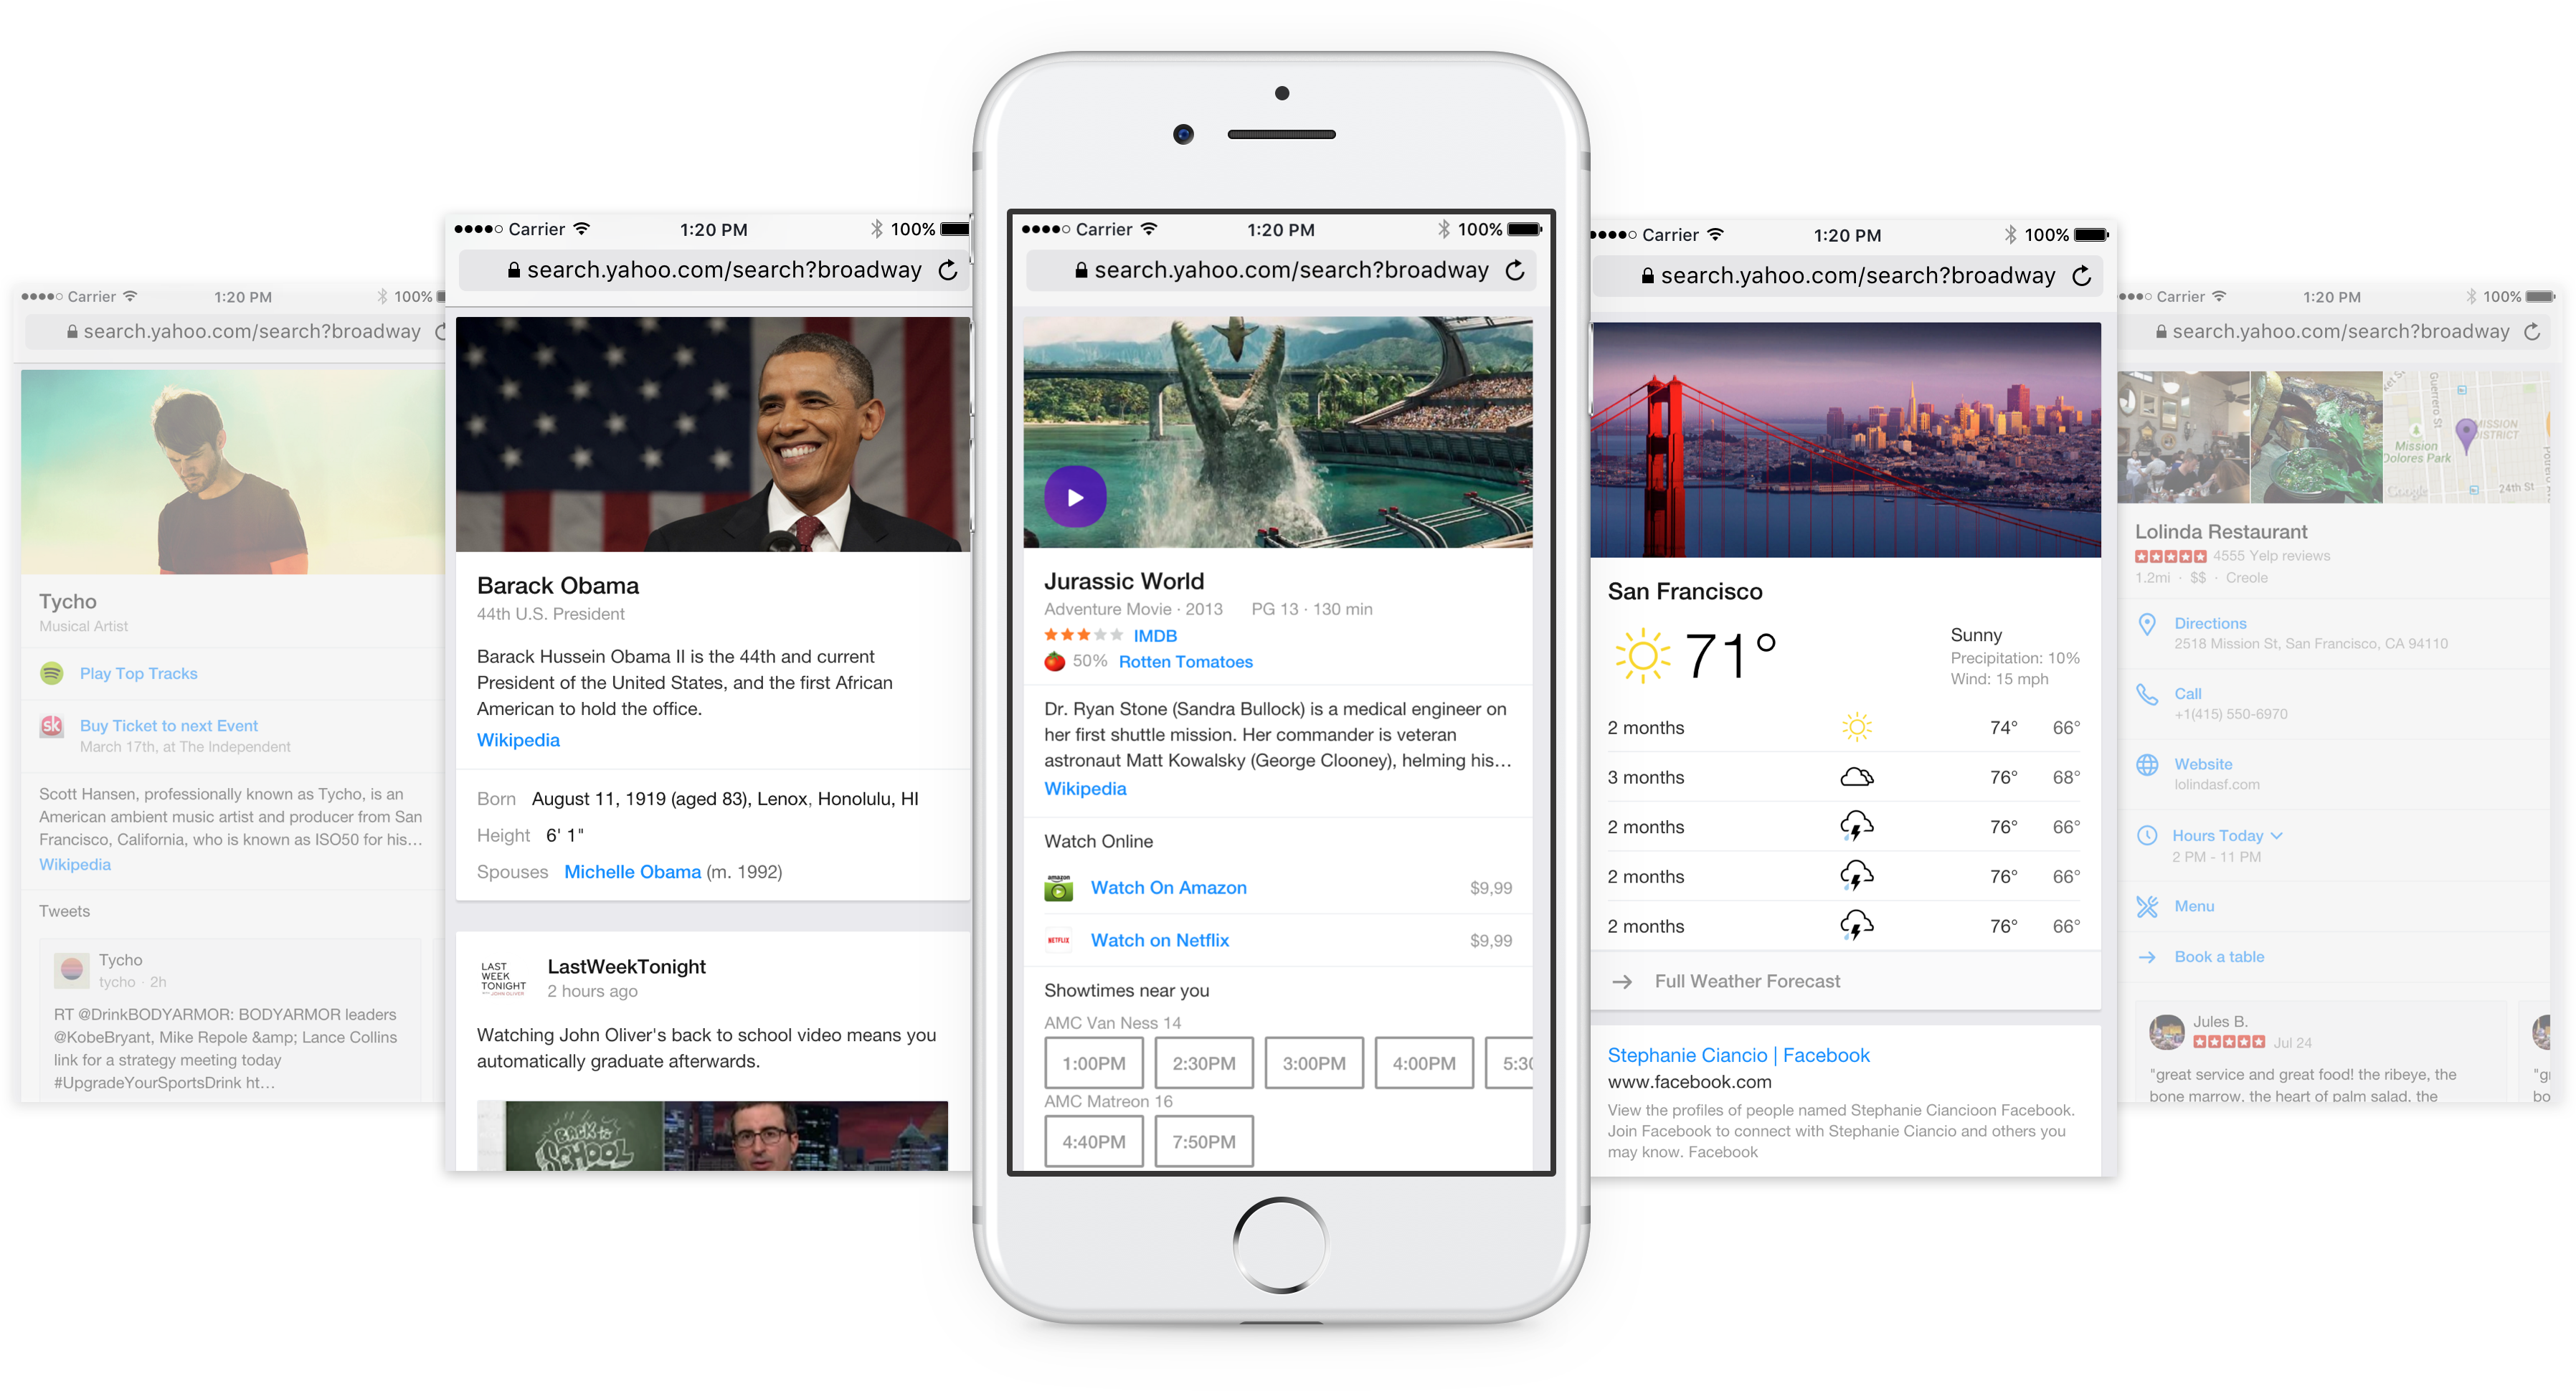 Carrier 1:20 PM 100%
search.yahoo.com/search?broadway
Tycho
Musical Artist
Play Top Tracks
sk
Buy Ticket to next Event
March 17th, at The Independent
Scott Hansen, professionally known as Tycho, is an
American ambient music artist and producer from San
Francisco, California, who is known as ISO50 for his...
Wikipedia
Tweets
Tycho
tycho · 2h
RT @DrinkBODYARMOR: BODYARMOR leaders
@KobeBryant, Mike Repole &amp; Lance Collins
link for a strategy meeting today
#UpgradeYourSportsDrink ht...
Carrier 1:20 PM 100%
search.yahoo.com/search?broadway
Barack Obama
44th U.S. President
Barack Hussein Obama II is the 44th and current
President of the United States, and the first African
American to hold the office.
Wikipedia
Born August 11, 1919 (aged 83), Lenox, Honolulu, HI
Height 6' 1"
Spouses Michelle Obama (m. 1992)
LAST
WEEK
TONIGHT
WITH JOHN OLIVER
LastWeekTonight
2 hours ago
Watching John Oliver's back to school video means you
automatically graduate afterwards.
BACK to
SCHOOL
Carrier 1:20 PM 100%
search.yahoo.com/search?broadway
Jurassic World
Adventure Movie · 2013 PG 13 · 130 min
IMDB
50% Rotten Tomatoes
Dr. Ryan Stone (Sandra Bullock) is a medical engineer on
her first shuttle mission. Her commander is veteran
astronaut Matt Kowalsky (George Clooney), helming his...
Wikipedia
Watch Online
amazon
Watch On Amazon $9,99
NETFLIX
Watch on Netflix $9,99
Showtimes near you
AMC Van Ness 14
1:00PM 2:30PM 3:00PM 4:00PM 5:30
AMC Matreon 16
4:40PM 7:50PM
Carrier 1:20 PM 100%
search.yahoo.com/search?broadway
San Francisco
71°
Sunny
Precipitation: 10%
Wind: 15 mph
2 months 74° 66°
3 months 76° 68°
2 months 76° 66°
2 months 76° 66°
2 months 76° 66°
Full Weather Forecast
Stephanie Ciancio | Facebook
www.facebook.com
View the profiles of people named Stephanie Ciancioon Facebook.
Join Facebook to connect with Stephanie Ciancio and others you
may know. Facebook
Carrier 1:20 PM 100%
search.yahoo.com/search?broadway
Guerrero St
MISSION
DISTRICT
Mission
Dolores Park
Google
24th St
Lolinda Restaurant
4555 Yelp reviews
1.2mi · $$ · Creole
Directions
2518 Mission St, San Francisco, CA 94110
Call
+1(415) 550-6970
Website
lolindasf.com
Hours Today
2 PM - 11 PM
Menu
Book a table
Jules B.
Jul 24
"great service and great food! the ribeye, the
bone marrow, the heart of palm salad, the
"gr
bo